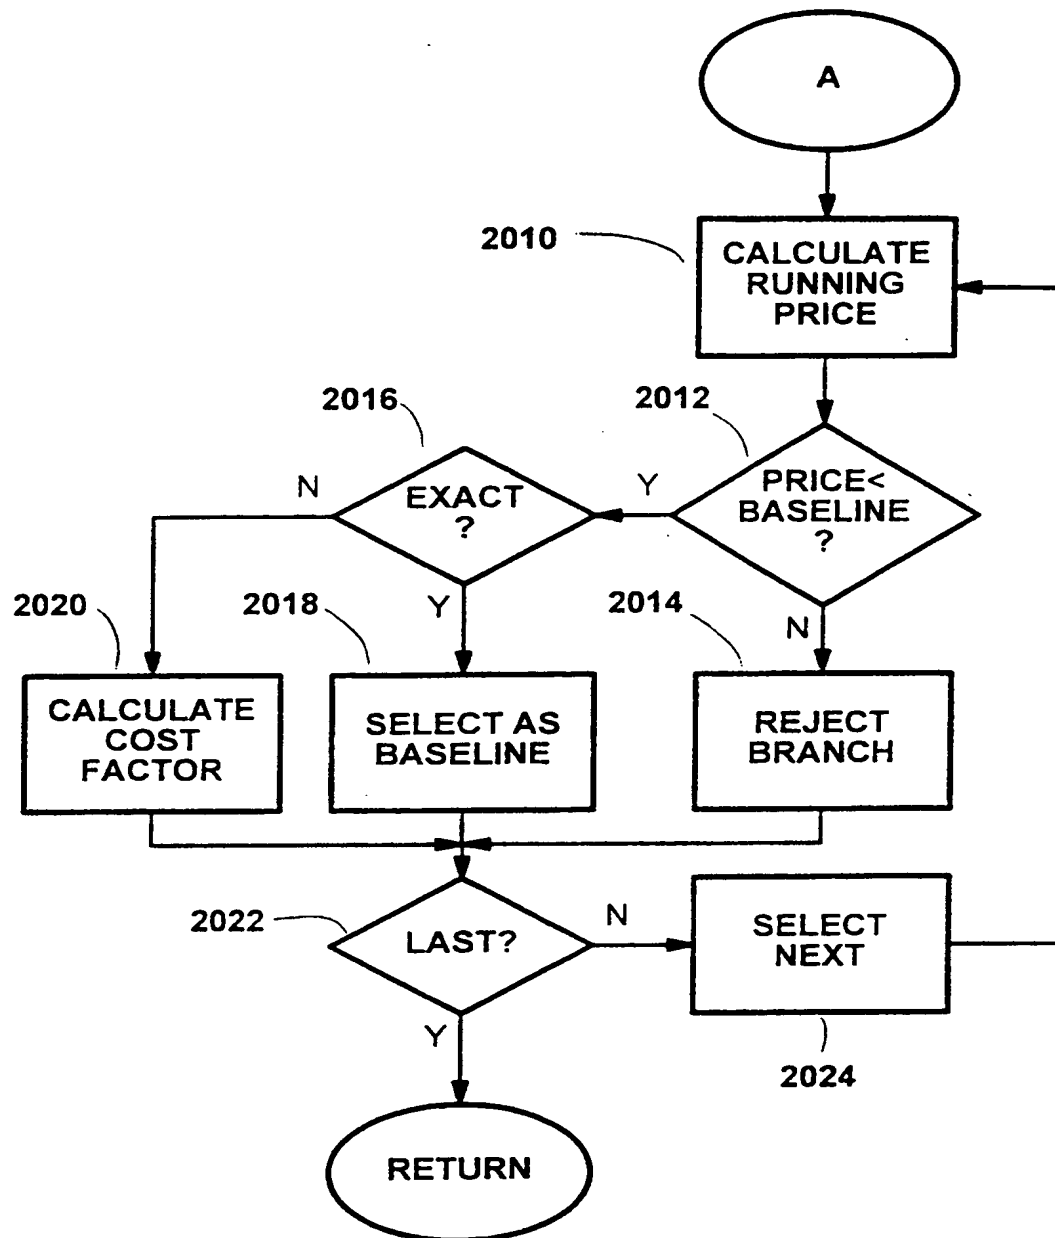 A
2010
CALCULATE
RUNNING
PRICE
2016
2012
N
EXACT
?
Y
PRICE<
BASELINE
?
2020
2018
Y
2014
N
CALCULATE
COST
FACTOR
SELECT AS
BASELINE
REJECT
BRANCH
2022
LAST?
N
SELECT
NEXT
Y
2024
RETURN